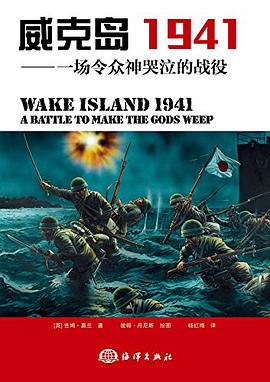 威克岛 1941
——一场令众神哭泣的战役
WAKE ISLAND 1941
A BATTLE TO MAKE THE GODS WEEP
[英] 吉姆·莫兰 著 彼得·丹尼斯 绘图 杨红梅 译
海洋出版社